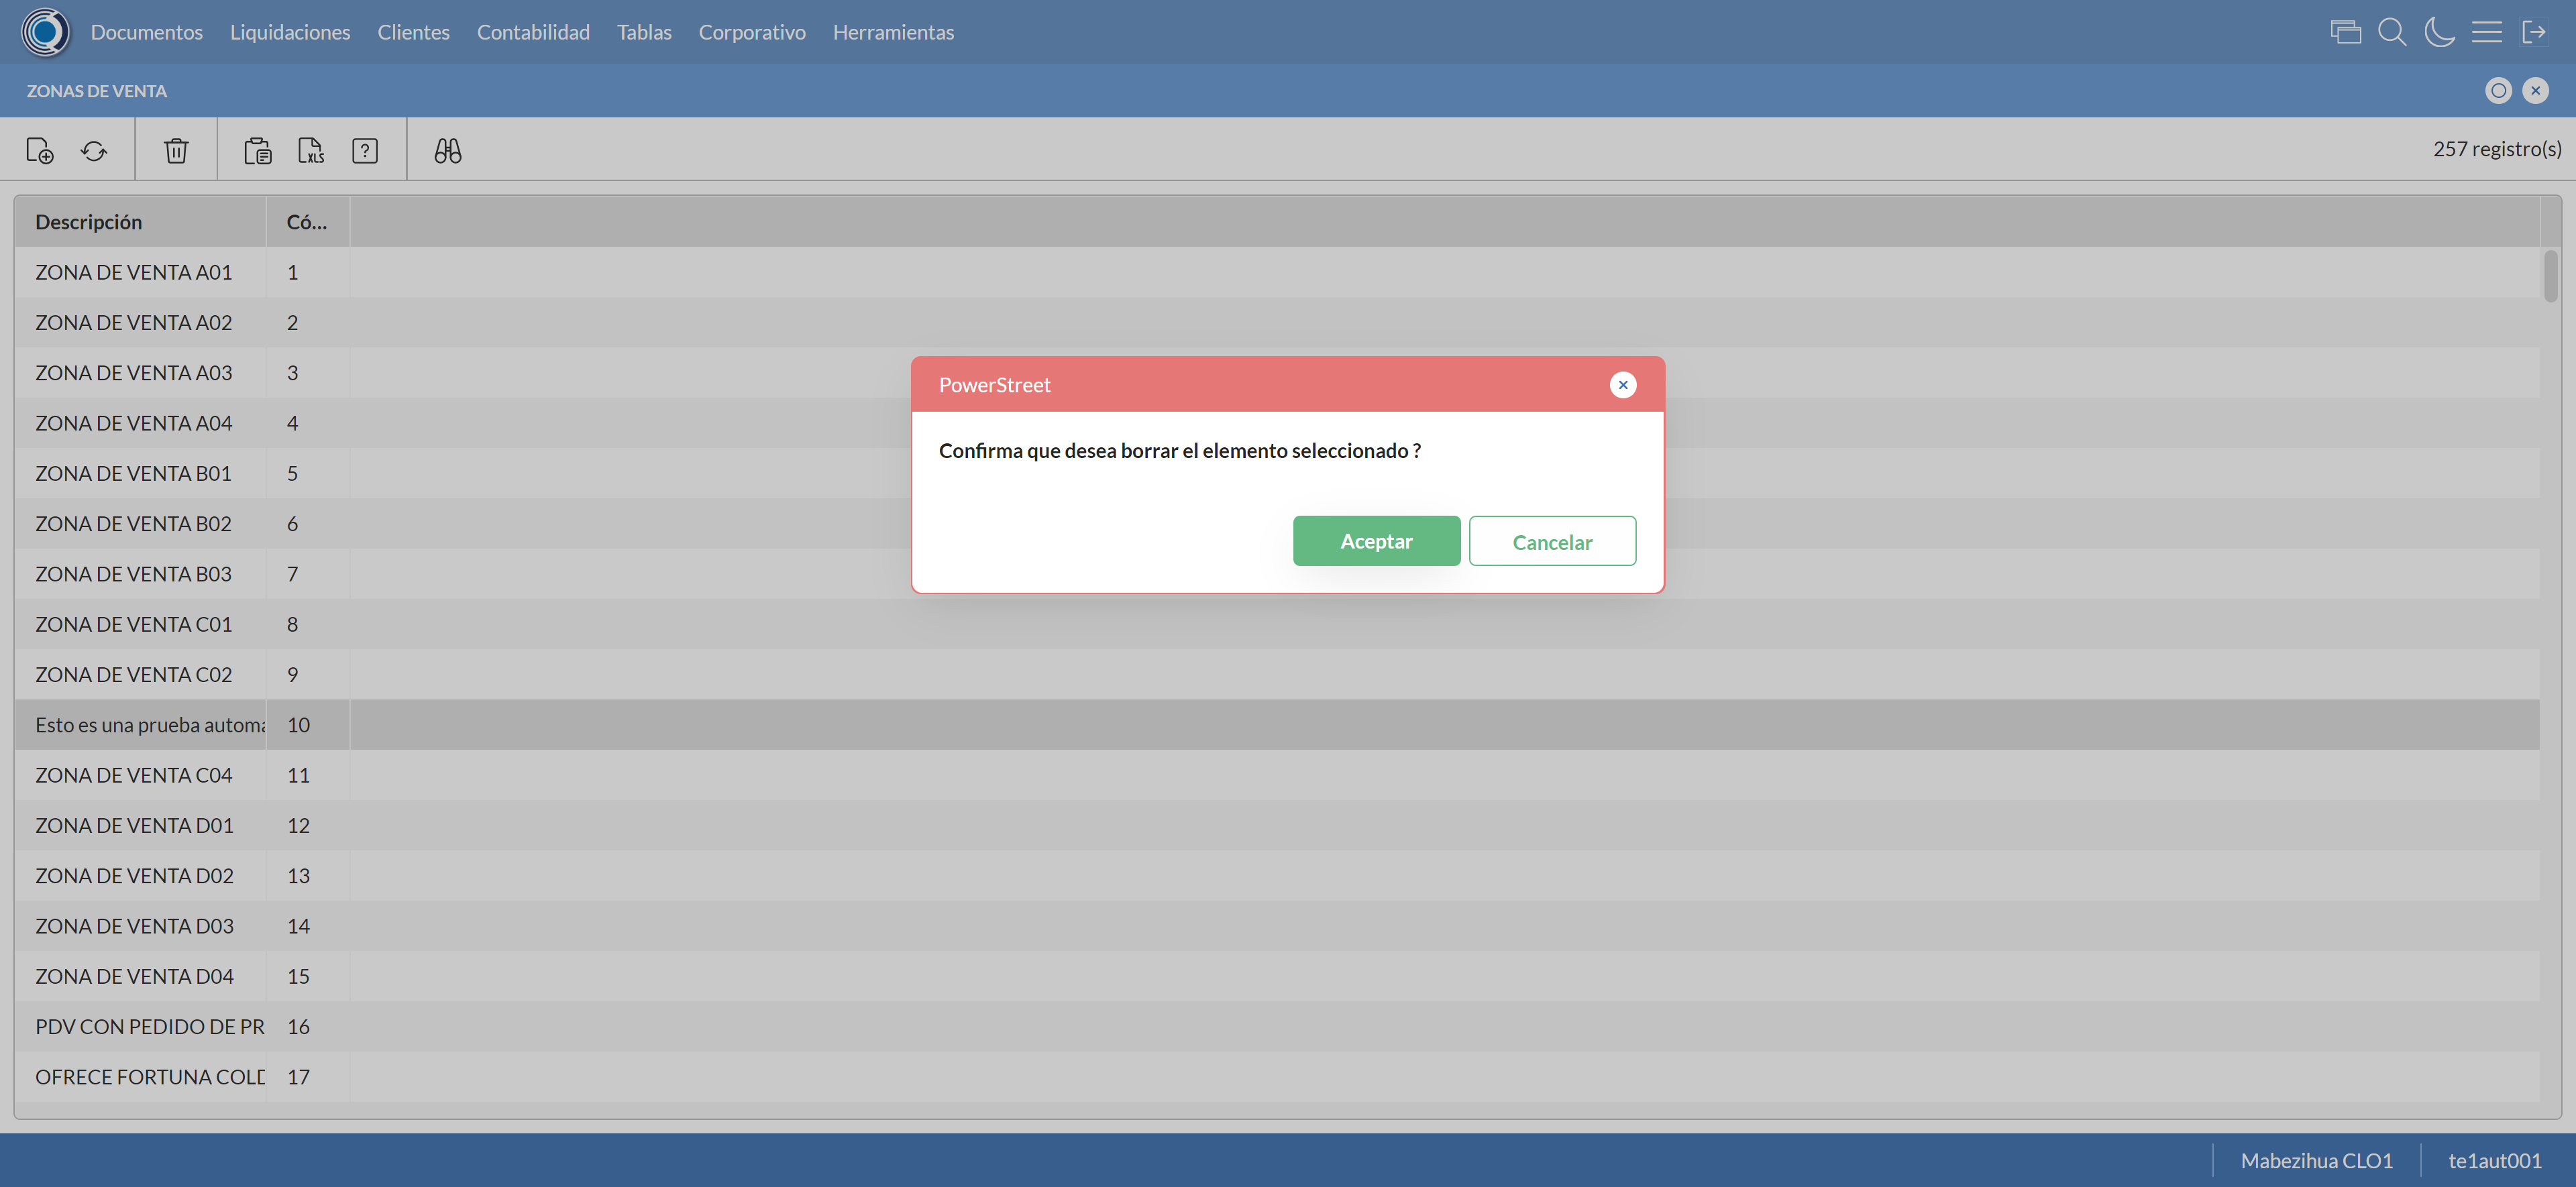 Documentos Liquidaciones Clientes Contabilidad Tablas Corporativo Herramientas
ZONAS DE VENTA
XLS ? 257 registro(s)
Descripción Có...
ZONA DE VENTA A01 1
ZONA DE VENTA A02 2
ZONA DE VENTA A03 3
ZONA DE VENTA A04 4
ZONA DE VENTA B01 5
ZONA DE VENTA B02 6
ZONA DE VENTA B03 7
ZONA DE VENTA C01 8
ZONA DE VENTA C02 9
Esto es una prueba automa 10
ZONA DE VENTA C04 11
ZONA DE VENTA D01 12
ZONA DE VENTA D02 13
ZONA DE VENTA D03 14
ZONA DE VENTA D04 15
PDV CON PEDIDO DE PR 16
OFRECE FORTUNA COLD 17
PowerStreet
Confirma que desea borrar el elemento seleccionado ?
Aceptar Cancelar
Mabezihua CLO1 te1aut001